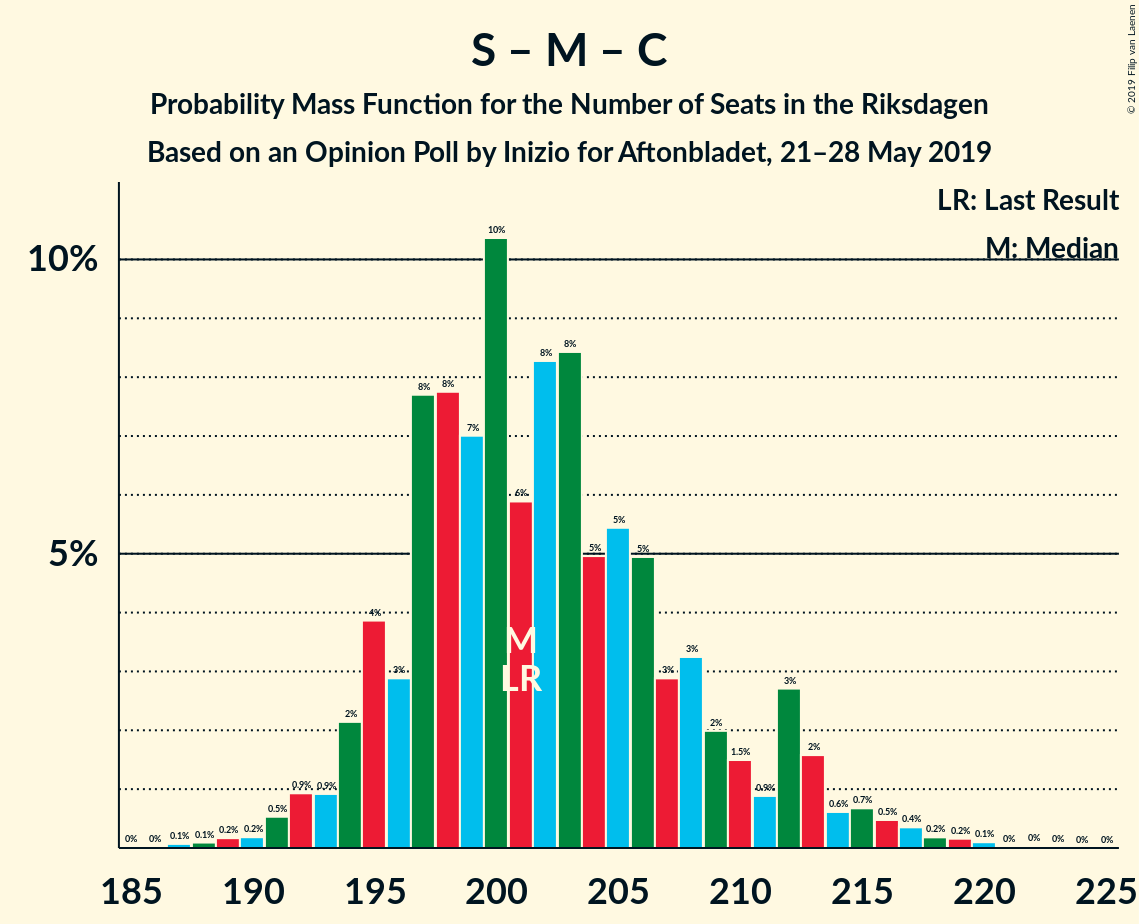 S – M – C
Probability Mass Function for the Number of Seats in the Riksdagen
Based on an Opinion Poll by Inizio for Aftonbladet, 21–28 May 2019
© 2019 Filip van Laenen
LR: Last Result
M: Median
10%
5%
0% 0% 0.1% 0.1% 0.2% 0.2% 0.5% 0.9% 0.9% 2% 4% 3% 8% 8% 7% 10% 6% 8% 8% 5% 5% 5% 3% 3% 2% 1.5% 0.9% 3% 2% 0.6% 0.7% 0.5% 0.4% 0.2% 0.2% 0.1% 0% 0% 0% 0% 0%
M
LR
185 190 195 200 205 210 215 220 225